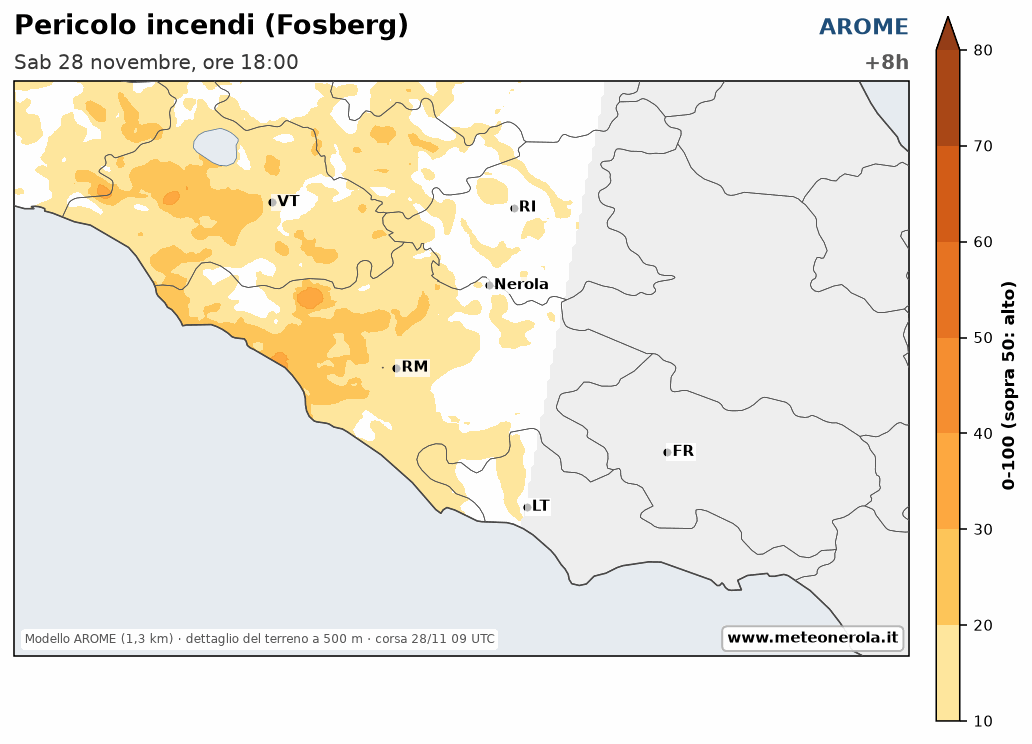 Pericolo incendi (Fosberg)
AROME
Sab 28 novembre, ore 18:00
+8h
VT
RI
Nerola
RM
FR
LT
Modello AROME (1,3 km) · dettaglio del terreno a 500 m · corsa 28/11 09 UTC
www.meteonerola.it
80
70
60
50
40
30
20
10
0-100 (sopra 50: alto)